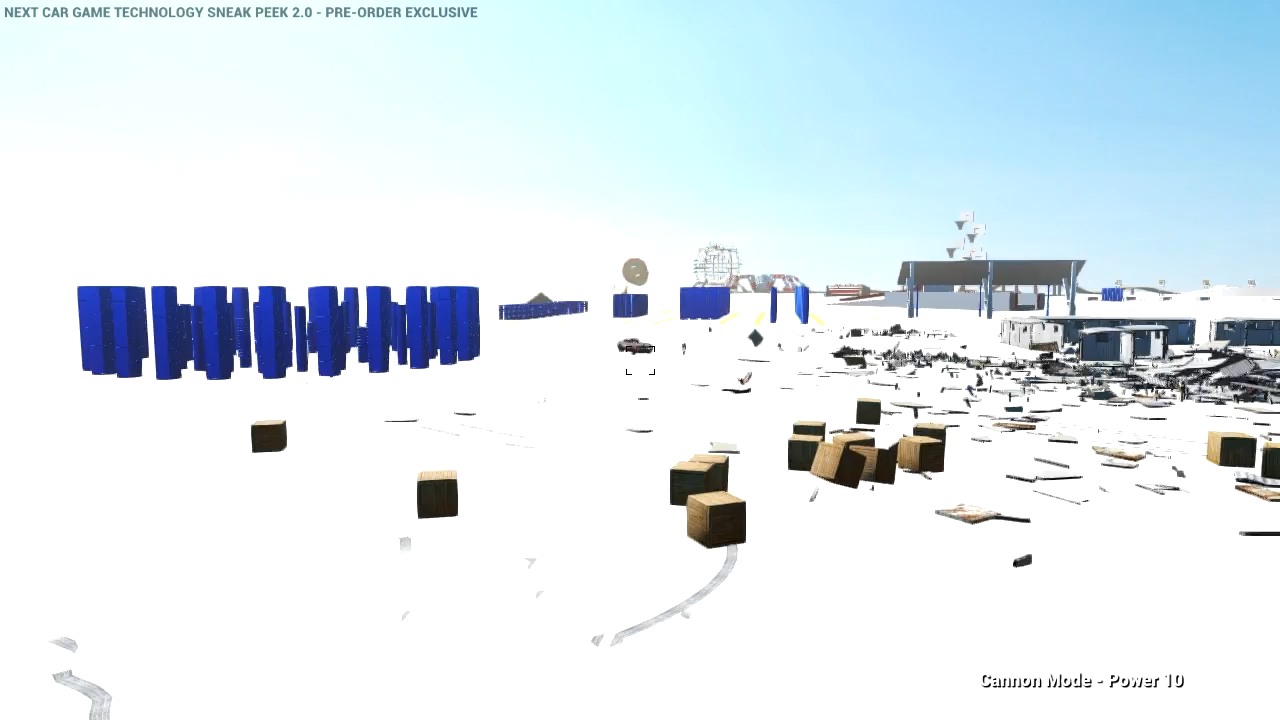 NEXT CAR GAME TECHNOLOGY SNEAK PEEK 2.0 - PRE-ORDER EXCLUSIVE
Cannon Mode - Power 10